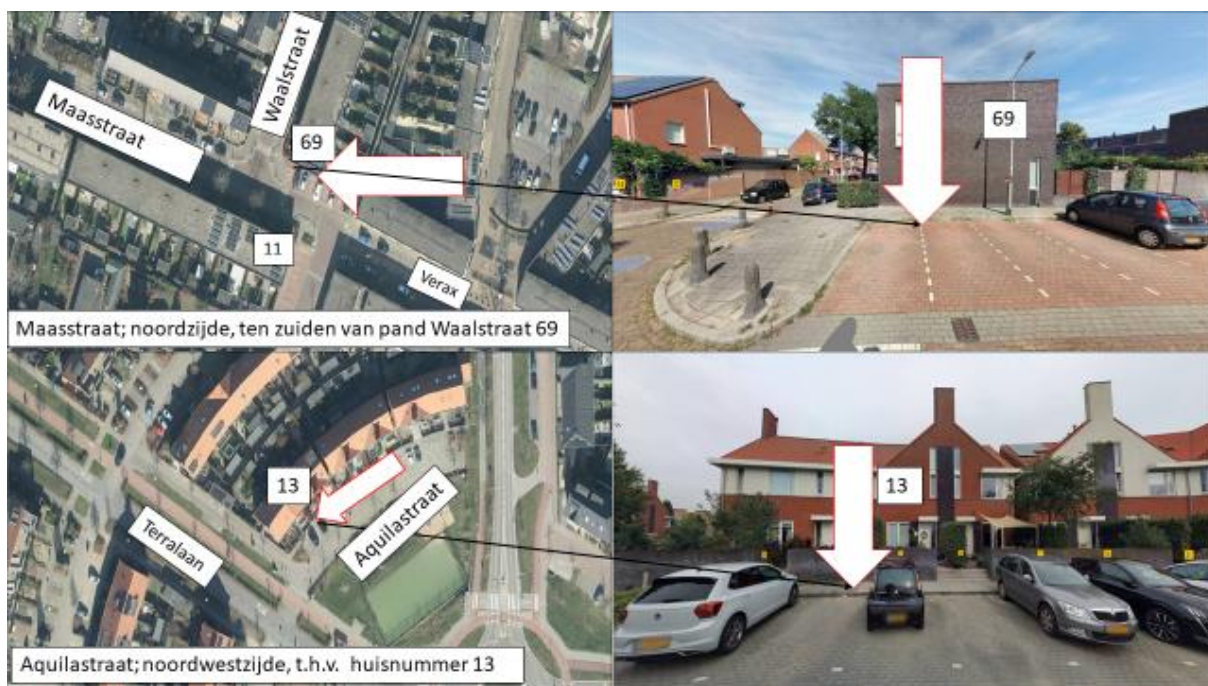 Maasstraat
Waalstraat
69
11
Verax
Maasstraat; noordzijde, ten zuiden van pand Waalstraat 69
69
13
Terralaan
Aquilastraat
Aquilastraat; noordwestzijde, t.h.v. huisnummer 13
13